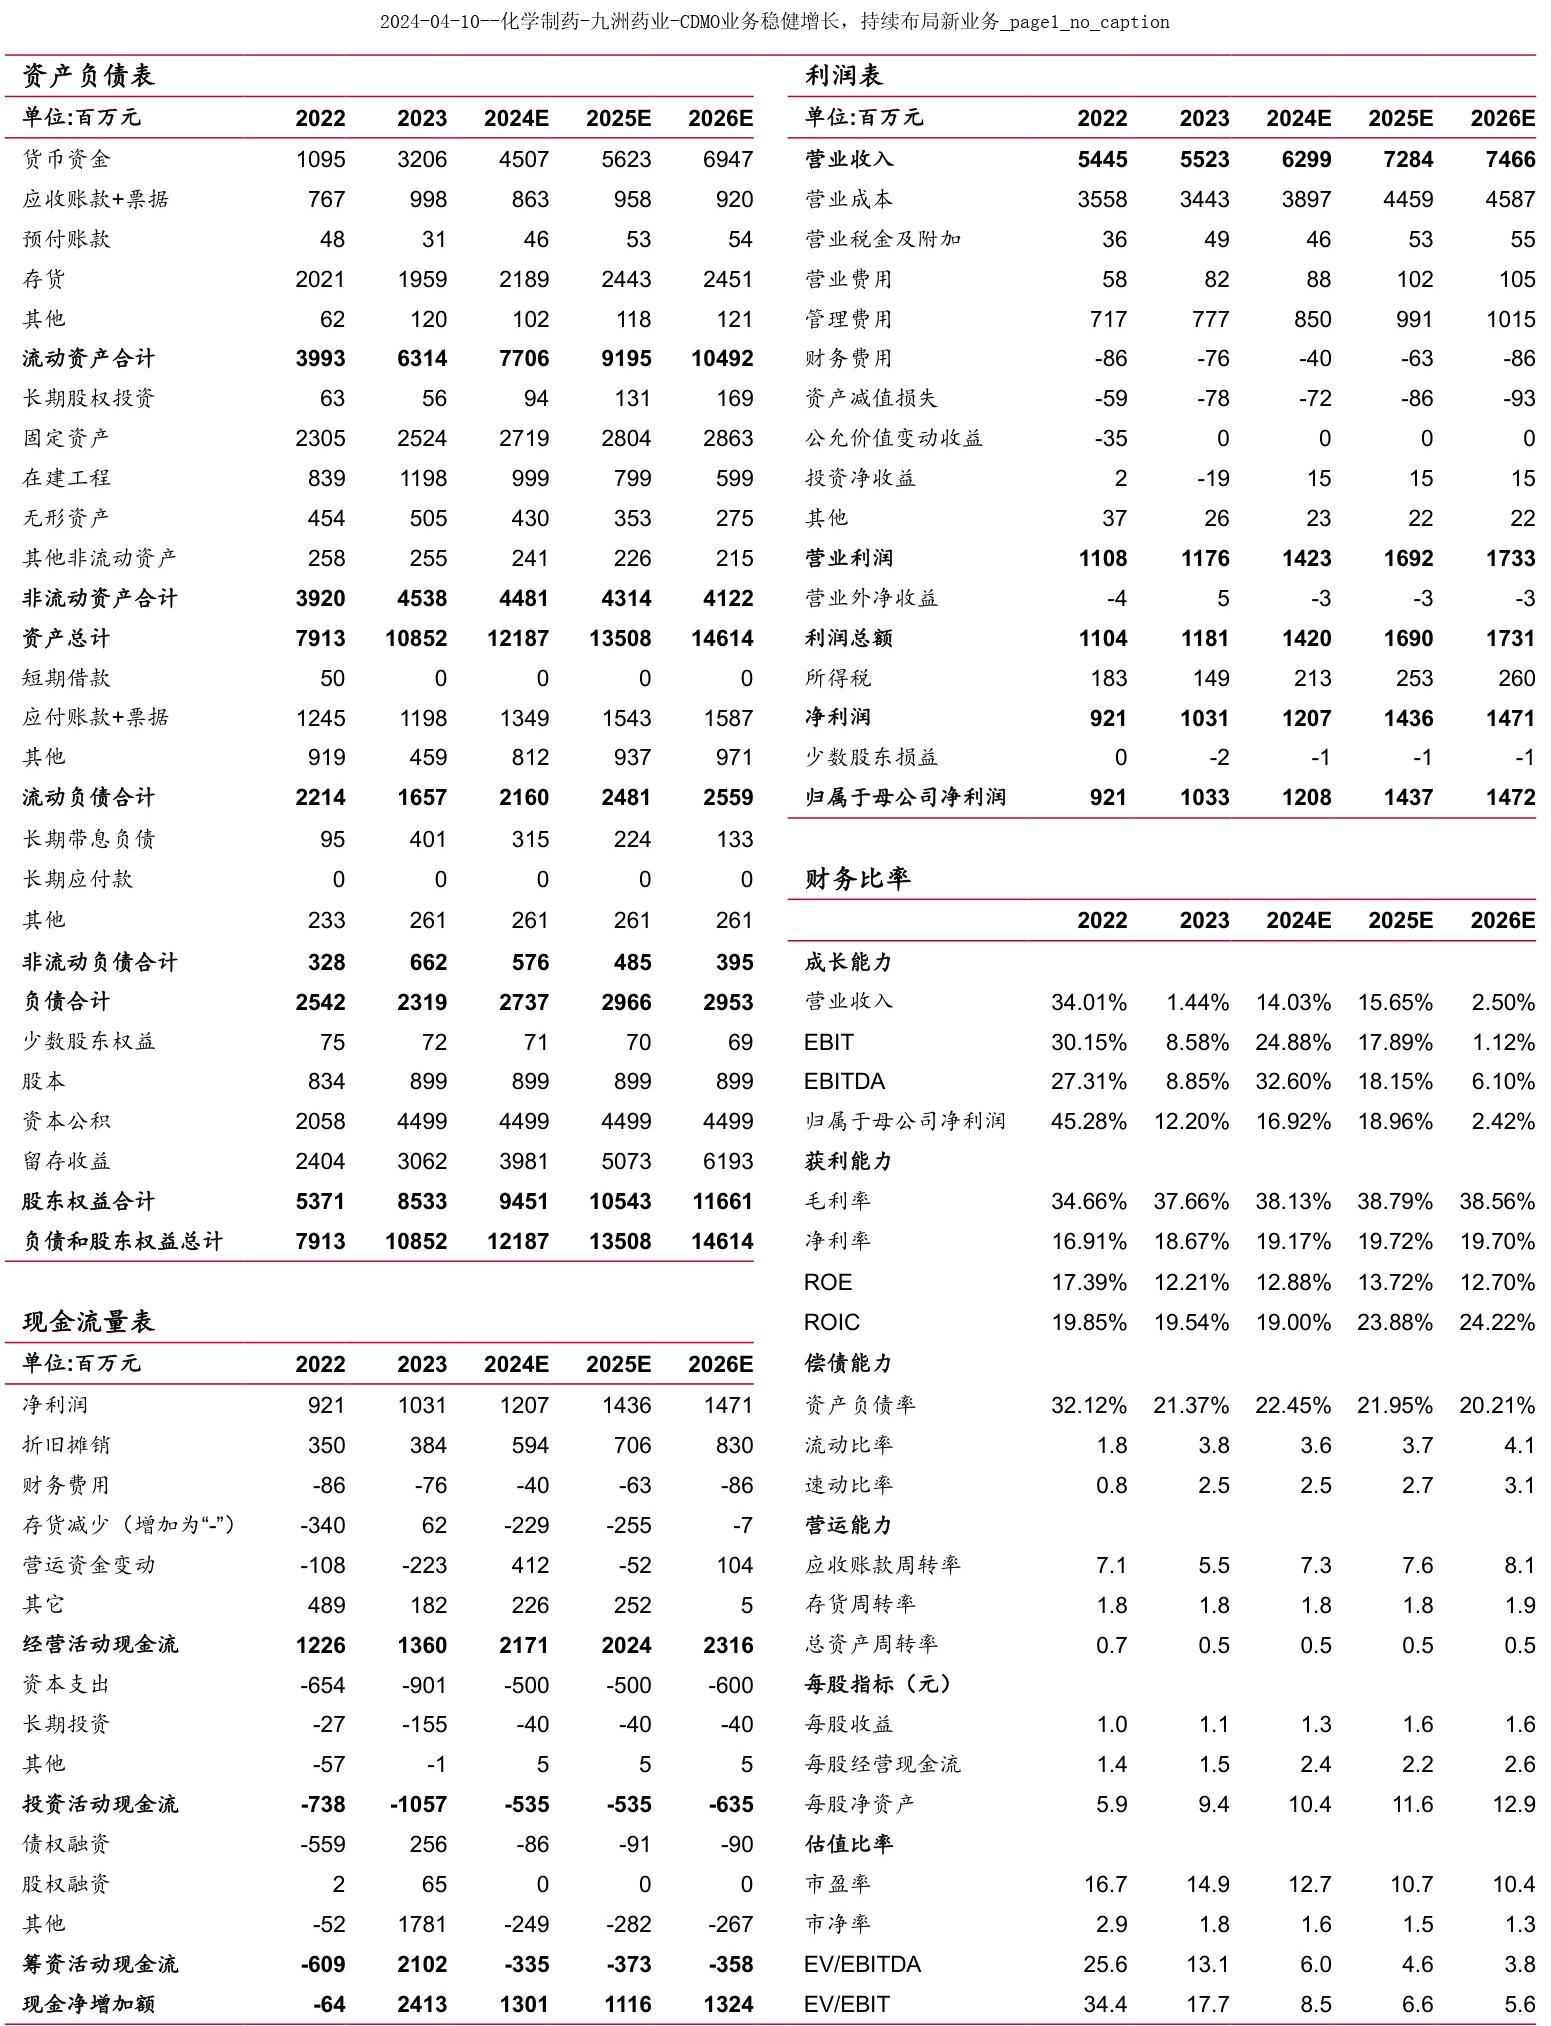 2024-04-10--化学制药-九洲药业-CDMO业务稳健增长，持续布局新业务_page1_no_caption
资产负债表
单位:百万元 2022 2023 2024E 2025E 2026E
货币资金 1095 3206 4507 5623 6947
应收账款+票据 767 998 863 958 920
预付账款 48 31 46 53 54
存货 2021 1959 2189 2443 2451
其他 62 120 102 118 121
流动资产合计 3993 6314 7706 9195 10492
长期股权投资 63 56 94 131 169
固定资产 2305 2524 2719 2804 2863
在建工程 839 1198 999 799 599
无形资产 454 505 430 353 275
其他非流动资产 258 255 241 226 215
非流动资产合计 3920 4538 4481 4314 4122
资产总计 7913 10852 12187 13508 14614
短期借款 50 0 0 0 0
应付账款+票据 1245 1198 1349 1543 1587
其他 919 459 812 937 971
流动负债合计 2214 1657 2160 2481 2559
长期带息负债 95 401 315 224 133
长期应付款 0 0 0 0 0
其他 233 261 261 261 261
非流动负债合计 328 662 576 485 395
负债合计 2542 2319 2737 2966 2953
少数股东权益 75 72 71 70 69
股本 834 899 899 899 899
资本公积 2058 4499 4499 4499 4499
留存收益 2404 3062 3981 5073 6193
股东权益合计 5371 8533 9451 10543 11661
负债和股东权益总计 7913 10852 12187 13508 14614
现金流量表
单位:百万元 2022 2023 2024E 2025E 2026E
净利润 921 1031 1207 1436 1471
折旧摊销 350 384 594 706 830
财务费用 -86 -76 -40 -63 -86
存货减少（增加为“-”） -340 62 -229 -255 -7
营运资金变动 -108 -223 412 -52 104
其它 489 182 226 252 5
经营活动现金流 1226 1360 2171 2024 2316
资本支出 -654 -901 -500 -500 -600
长期投资 -27 -155 -40 -40 -40
其他 -57 -1 5 5 5
投资活动现金流 -738 -1057 -535 -535 -635
债权融资 -559 256 -86 -91 -90
股权融资 2 65 0 0 0
其他 -52 1781 -249 -282 -267
筹资活动现金流 -609 2102 -335 -373 -358
现金净增加额 -64 2413 1301 1116 1324
利润表
单位:百万元 2022 2023 2024E 2025E 2026E
营业收入 5445 5523 6299 7284 7466
营业成本 3558 3443 3897 4459 4587
营业税金及附加 36 49 46 53 55
营业费用 58 82 88 102 105
管理费用 717 777 850 991 1015
财务费用 -86 -76 -40 -63 -86
资产减值损失 -59 -78 -72 -86 -93
公允价值变动收益 -35 0 0 0 0
投资净收益 2 -19 15 15 15
其他 37 26 23 22 22
营业利润 1108 1176 1423 1692 1733
营业外净收益 -4 5 -3 -3 -3
利润总额 1104 1181 1420 1690 1731
所得税 183 149 213 253 260
净利润 921 1031 1207 1436 1471
少数股东损益 0 -2 -1 -1 -1
归属于母公司净利润 921 1033 1208 1437 1472
财务比率
2022 2023 2024E 2025E 2026E
成长能力
营业收入 34.01% 1.44% 14.03% 15.65% 2.50%
EBIT 30.15% 8.58% 24.88% 17.89% 1.12%
EBITDA 27.31% 8.85% 32.60% 18.15% 6.10%
归属于母公司净利润 45.28% 12.20% 16.92% 18.96% 2.42%
获利能力
毛利率 34.66% 37.66% 38.13% 38.79% 38.56%
净利率 16.91% 18.67% 19.17% 19.72% 19.70%
ROE 17.39% 12.21% 12.88% 13.72% 12.70%
ROIC 19.85% 19.54% 19.00% 23.88% 24.22%
偿债能力
资产负债率 32.12% 21.37% 22.45% 21.95% 20.21%
流动比率 1.8 3.8 3.6 3.7 4.1
速动比率 0.8 2.5 2.5 2.7 3.1
营运能力
应收账款周转率 7.1 5.5 7.3 7.6 8.1
存货周转率 1.8 1.8 1.8 1.8 1.9
总资产周转率 0.7 0.5 0.5 0.5 0.5
每股指标（元）
每股收益 1.0 1.1 1.3 1.6 1.6
每股经营现金流 1.4 1.5 2.4 2.2 2.6
每股净资产 5.9 9.4 10.4 11.6 12.9
估值比率
市盈率 16.7 14.9 12.7 10.7 10.4
市净率 2.9 1.8 1.6 1.5 1.3
EV/EBITDA 25.6 13.1 6.0 4.6 3.8
EV/EBIT 34.4 17.7 8.5 6.6 5.6